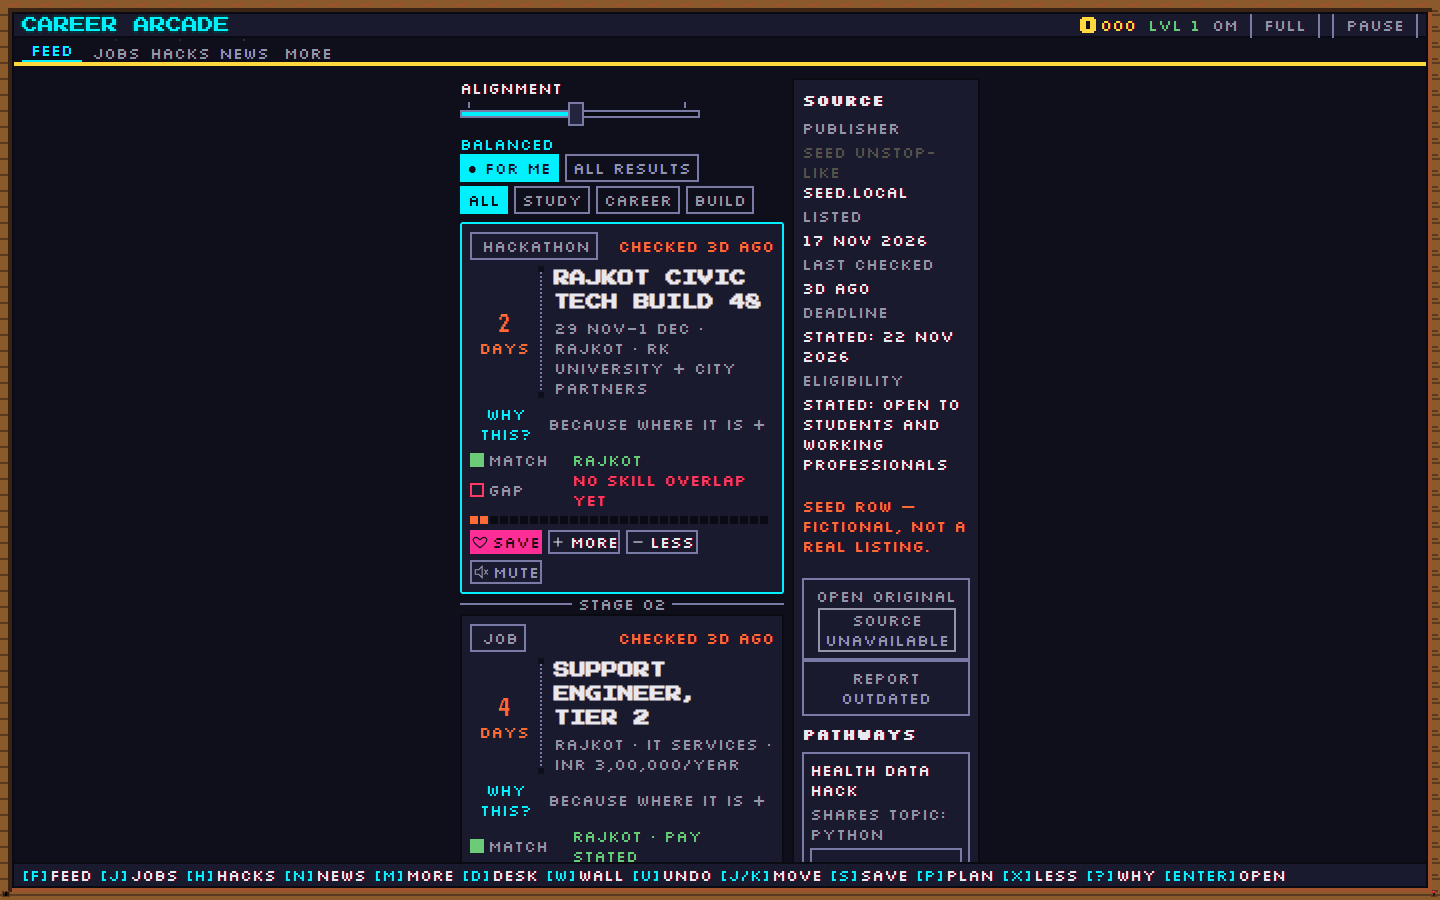 CAREER ARCADE
000 LVL 1 0M FULL PAUSE
FEED JOBS HACKS NEWS MORE
ALIGNMENT
BALANCED
• FOR ME ALL RESULTS
ALL STUDY CAREER BUILD
HACKATHON CHECKED 3D AGO
RAJKOT CIVIC
TECH BUILD 48
2
DAYS
29 NOV–1 DEC ·
RAJKOT · RK
UNIVERSITY + CITY
PARTNERS
WHY
THIS?
BECAUSE WHERE IT IS +
MATCH RAJKOT
GAP NO SKILL OVERLAP
YET
SAVE + MORE − LESS
MUTE
STAGE 02
JOB CHECKED 3D AGO
SUPPORT
ENGINEER,
TIER 2
4
DAYS
RAJKOT · IT SERVICES ·
INR 3,00,000/YEAR
WHY
THIS?
BECAUSE WHERE IT IS +
MATCH RAJKOT · PAY
STATED
SOURCE
PUBLISHER
SEED UNSTOP-
LIKE
SEED.LOCAL
LISTED
17 NOV 2026
LAST CHECKED
3D AGO
DEADLINE
STATED: 22 NOV
2026
ELIGIBILITY
STATED: OPEN TO
STUDENTS AND
WORKING
PROFESSIONALS
SEED ROW —
FICTIONAL, NOT A
REAL LISTING.
OPEN ORIGINAL
SOURCE
UNAVAILABLE
REPORT
OUTDATED
PATHWAYS
HEALTH DATA
HACK
SHARES TOPIC:
PYTHON
[F]FEED [J]JOBS [H]HACKS [N]NEWS [M]MORE [D]DESK [W]WALL [U]UNDO [J/K]MOVE [S]SAVE [P]PLAN [X]LESS [?]WHY [ENTER]OPEN